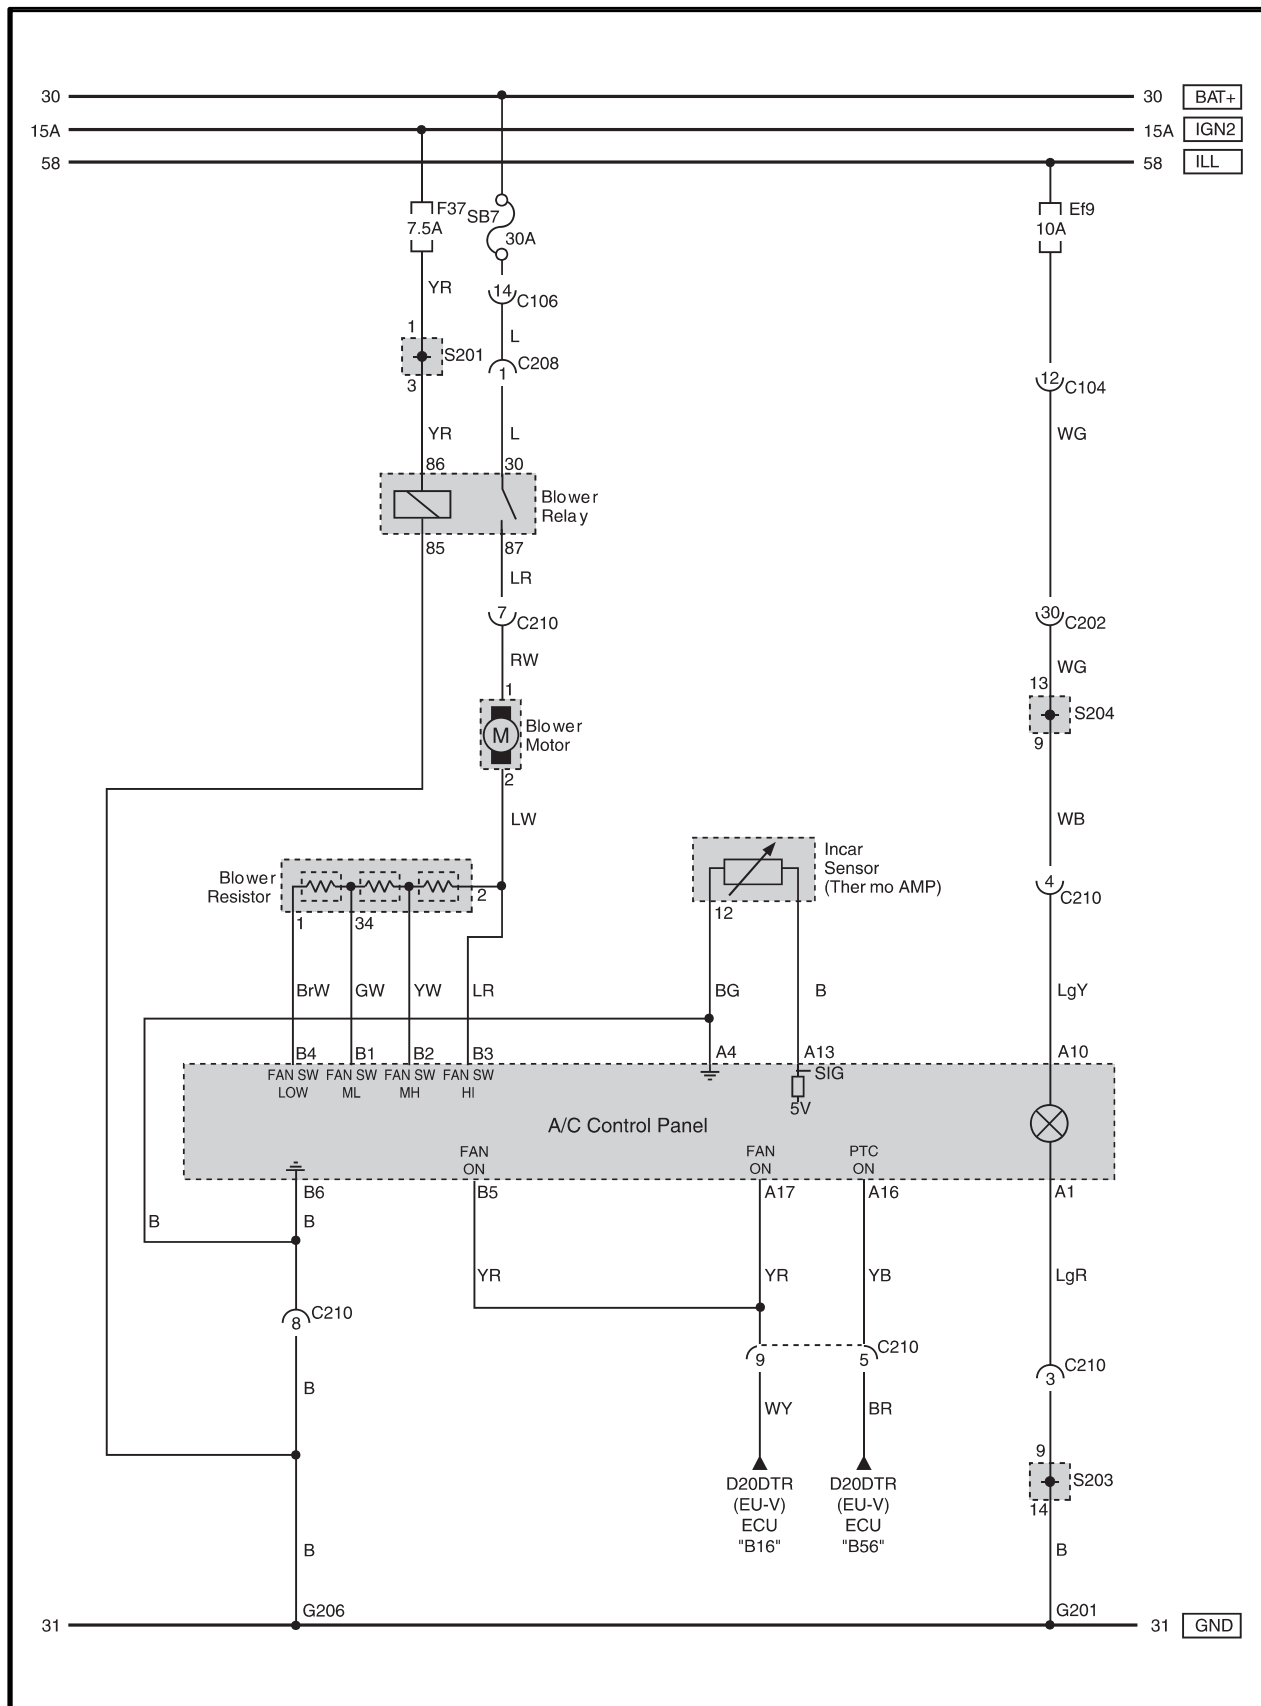 30
30
BAT+
15A
15A
IGN2
58
58
ILL
F37
7.5A
SB7
30A
Ef9
10A
YR
14
C106
1
S201
3
L
C208
1
12
C104
YR
L
WG
86
30
Blower
Relay
85
87
LR
7
C210
30
C202
RW
WG
1
13
M
Blower
Motor
S204
2
9
LW
WB
Blower
Resistor
2
1
34
Incar
Sensor
(Ther mo AMP)
12
4
C210
BrW
GW
YW
LR
BG
B
LgY
B4
B1
B2
B3
A4
A13
A10
FAN SW
LOW
FAN SW
ML
FAN SW
MH
FAN SW
HI
SIG
5V
A/C Control Panel
FAN
ON
FAN
ON
PTC
ON
B6
B5
A17
A16
A1
B
B
YR
YR
YB
LgR
C210
8
9
5
C210
C210
3
B
WY
BR
9
S203
14
D20DTR
(EU-V)
ECU
"B16"
D20DTR
(EU-V)
ECU
"B56"
B
B
G206
G201
31
31
GND